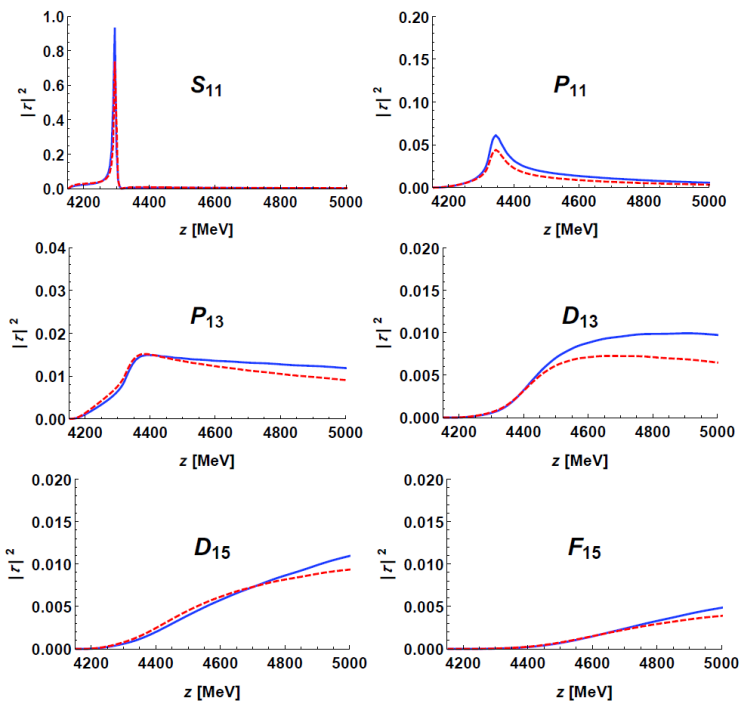 1.0
0.8
0.6
0.4
0.2
0.0
|τ|²
S₁₁
4200 4400 4600 4800 5000
z [MeV]
0.20
0.15
0.10
0.05
0.00
|τ|²
P₁₁
4200 4400 4600 4800 5000
z [MeV]
0.04
0.03
0.02
0.01
0.00
|τ|²
P₁₃
4200 4400 4600 4800 5000
z [MeV]
0.020
0.015
0.010
0.005
0.000
|τ|²
D₁₃
4200 4400 4600 4800 5000
z [MeV]
0.020
0.015
0.010
0.005
0.000
|τ|²
D₁₅
4200 4400 4600 4800 5000
z [MeV]
0.020
0.015
0.010
0.005
0.000
|τ|²
F₁₅
4200 4400 4600 4800 5000
z [MeV]